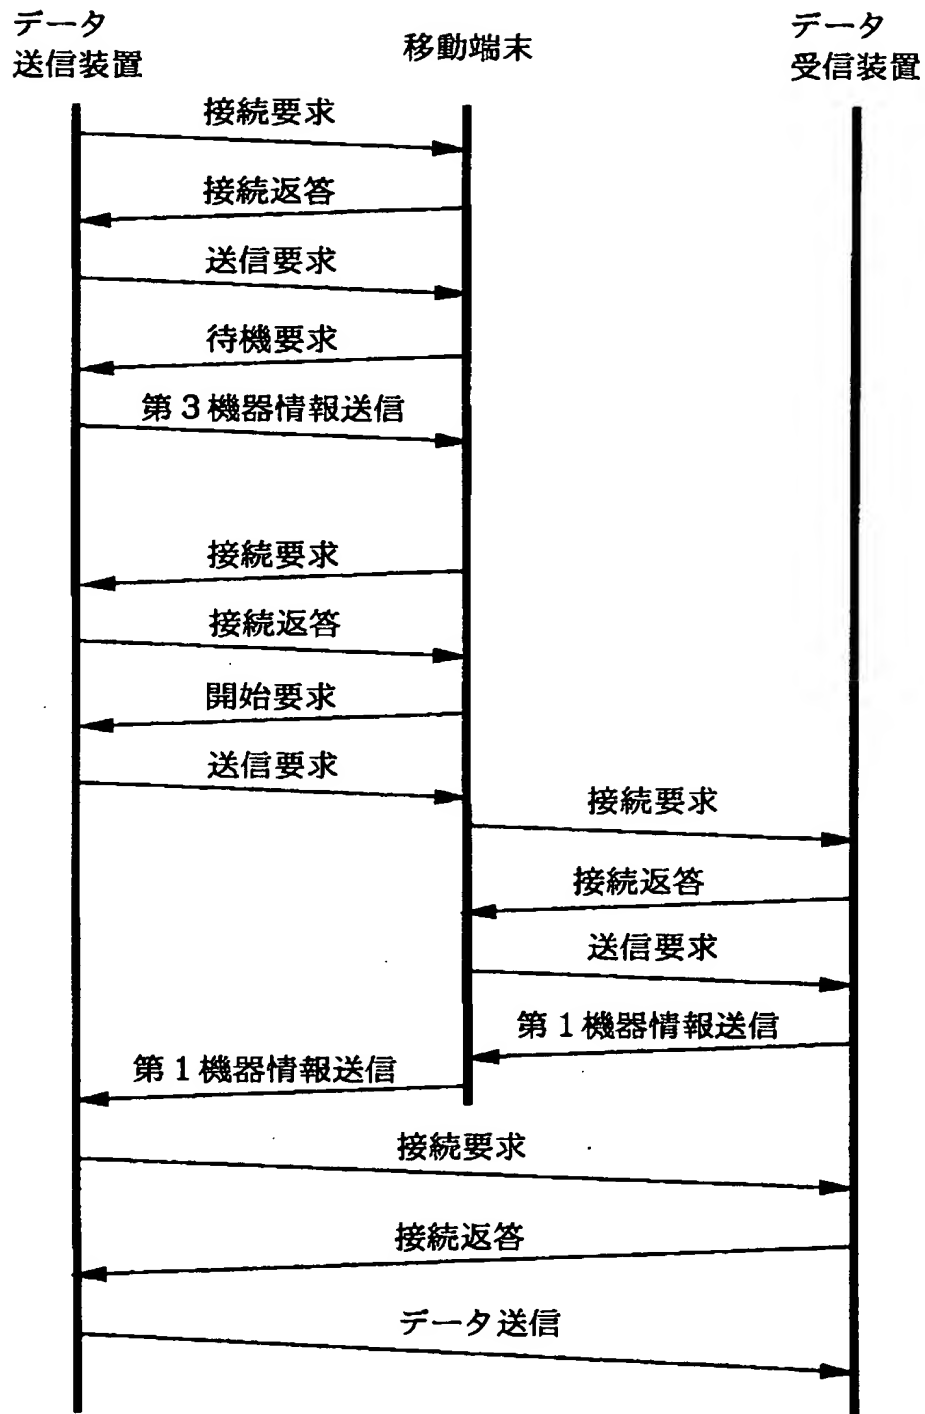 データ
送信装置
移動端末
データ
受信装置
接続要求
接続返答
送信要求
待機要求
第3機器情報送信
接続要求
接続返答
開始要求
送信要求
接続要求
接続返答
送信要求
第1機器情報送信
第1機器情報送信
接続要求
接続返答
データ送信